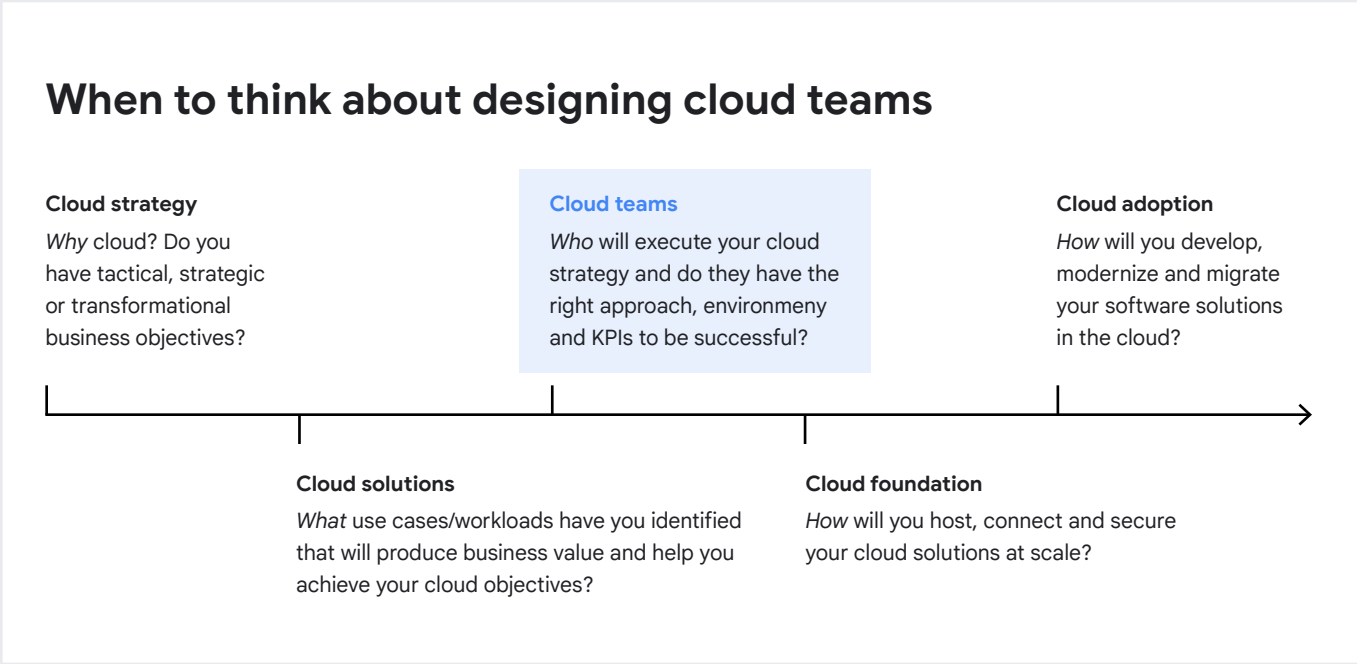 When to think about designing cloud teams
Cloud strategy
Why cloud? Do you
have tactical, strategic
or transformational
business objectives?
Cloud teams
Who will execute your cloud
strategy and do they have the
right approach, environmeny
and KPIs to be successful?
Cloud adoption
How will you develop,
modernize and migrate
your software solutions
in the cloud?
Cloud solutions
What use cases/workloads have you identified
that will produce business value and help you
achieve your cloud objectives?
Cloud foundation
How will you host, connect and secure
your cloud solutions at scale?